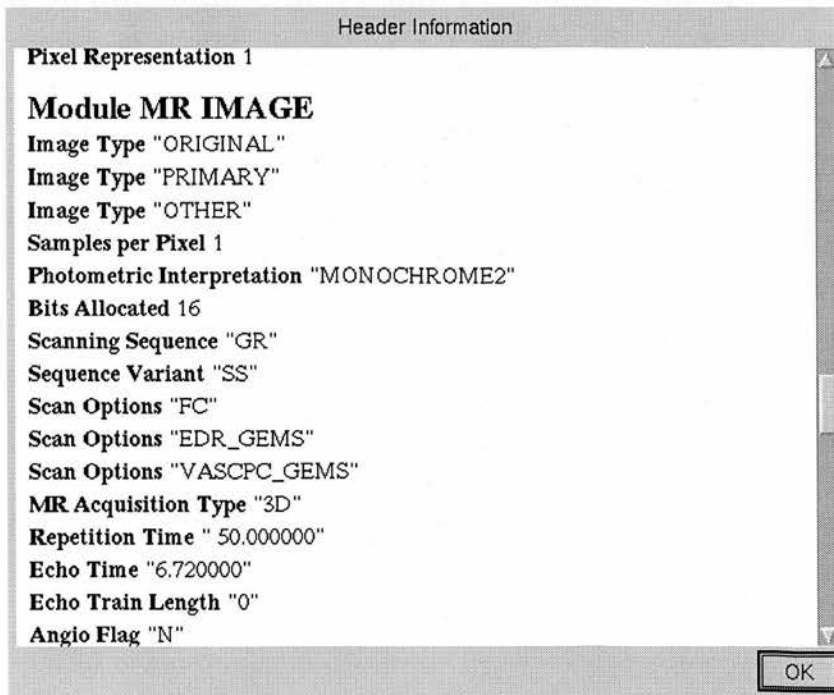 Header Information
Pixel Representation 1
Module MR IMAGE
Image Type "ORIGINAL"
Image Type "PRIMARY"
Image Type "OTHER"
Samples per Pixel 1
Photometric Interpretation "MONOCHROME2"
Bits Allocated 16
Scanning Sequence "GR"
Sequence Variant "SS"
Scan Options "FC"
Scan Options "EDR_GEMS"
Scan Options "VASCPC_GEMS"
MR Acquisition Type "3D"
Repetition Time " 50.000000"
Echo Time "6.720000"
Echo Train Length "0"
Angio Flag "N"
OK